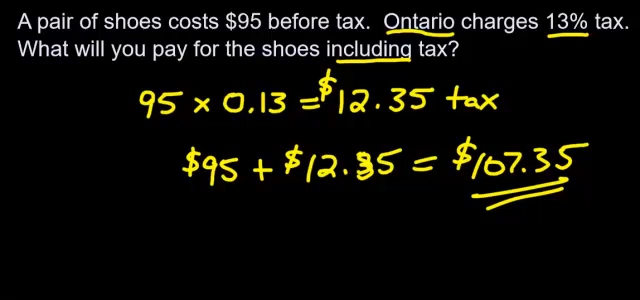 A pair of shoes costs $95 before tax. Ontario charges 13% tax.
What will you pay for the shoes including tax?
95 x 0.13 = $12.35 tax
$95 + $12.35 = $107.35